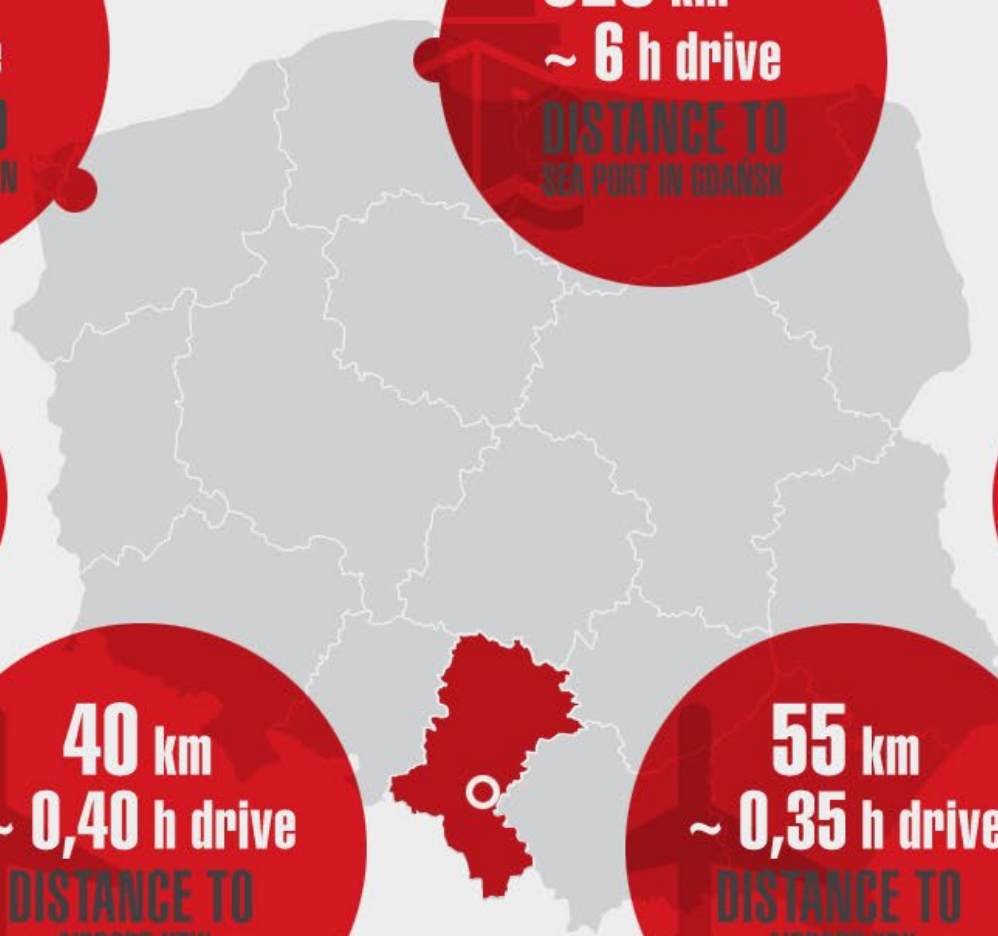 km
~ 6 h drive
DISTANCE TO
SEA PORT IN GDAŃSK
40 km
~ 0,40 h drive
DISTANCE TO
55 km
~ 0,35 h drive
DISTANCE TO